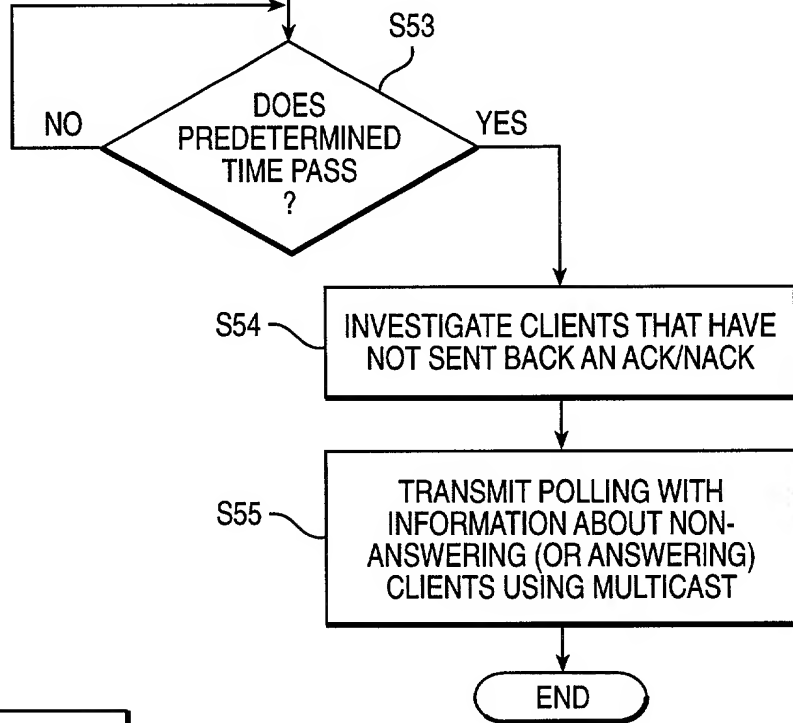 S53
DOES
PREDETERMINED
TIME PASS
?
NO
YES
S54
INVESTIGATE CLIENTS THAT HAVE
NOT SENT BACK AN ACK/NACK
S55
TRANSMIT POLLING WITH
INFORMATION ABOUT NON-
ANSWERING (OR ANSWERING)
CLIENTS USING MULTICAST
END